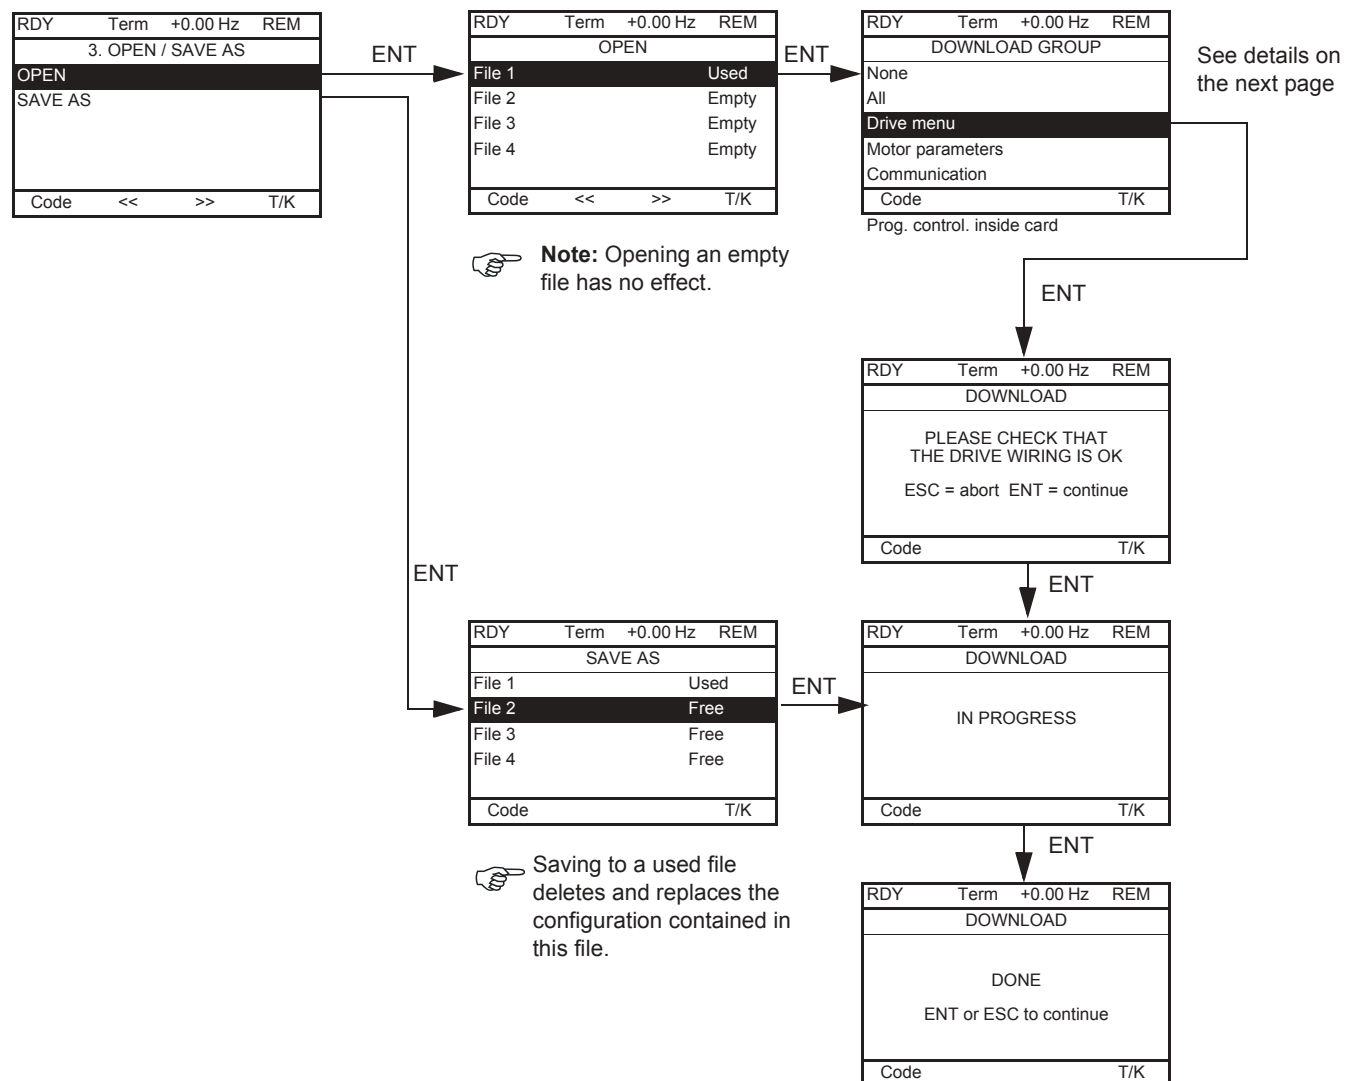 RDY Term +0.00 Hz REM
3. OPEN / SAVE AS
OPEN
SAVE AS
Code << >> T/K
ENT
RDY Term +0.00 Hz REM
OPEN
File 1 Used
File 2 Empty
File 3 Empty
File 4 Empty
Code << >> T/K
Note: Opening an empty
file has no effect.
ENT
RDY Term +0.00 Hz REM
DOWNLOAD GROUP
None
All
Drive menu
Motor parameters
Communication
Code T/K
Prog. control. inside card
See details on
the next page
ENT
RDY Term +0.00 Hz REM
DOWNLOAD
PLEASE CHECK THAT
THE DRIVE WIRING IS OK
ESC = abort ENT = continue
Code T/K
ENT
ENT
RDY Term +0.00 Hz REM
SAVE AS
File 1 Used
File 2 Free
File 3 Free
File 4 Free
Code T/K
Saving to a used file
deletes and replaces the
configuration contained in
this file.
ENT
RDY Term +0.00 Hz REM
DOWNLOAD
IN PROGRESS
Code T/K
ENT
RDY Term +0.00 Hz REM
DOWNLOAD
DONE
ENT or ESC to continue
Code T/K